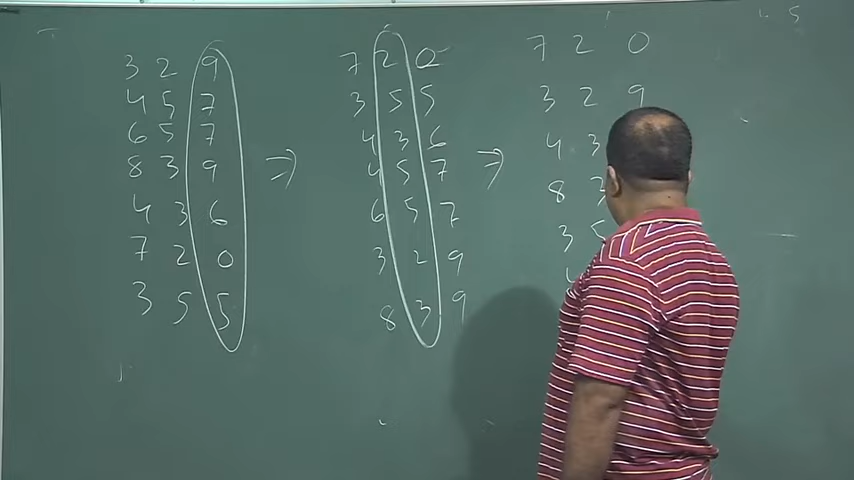 3 2 9 7 2 0 7 2 0
4 5 7 3 5 5 3 2 9
6 5 7 4 3 6 4 3
8 3 9 ⇒ 4 5 7 ⇒ 8 3
4 3 6 6 5 7 3 5
7 2 0 3 2 9 4
3 5 5 8 3 9